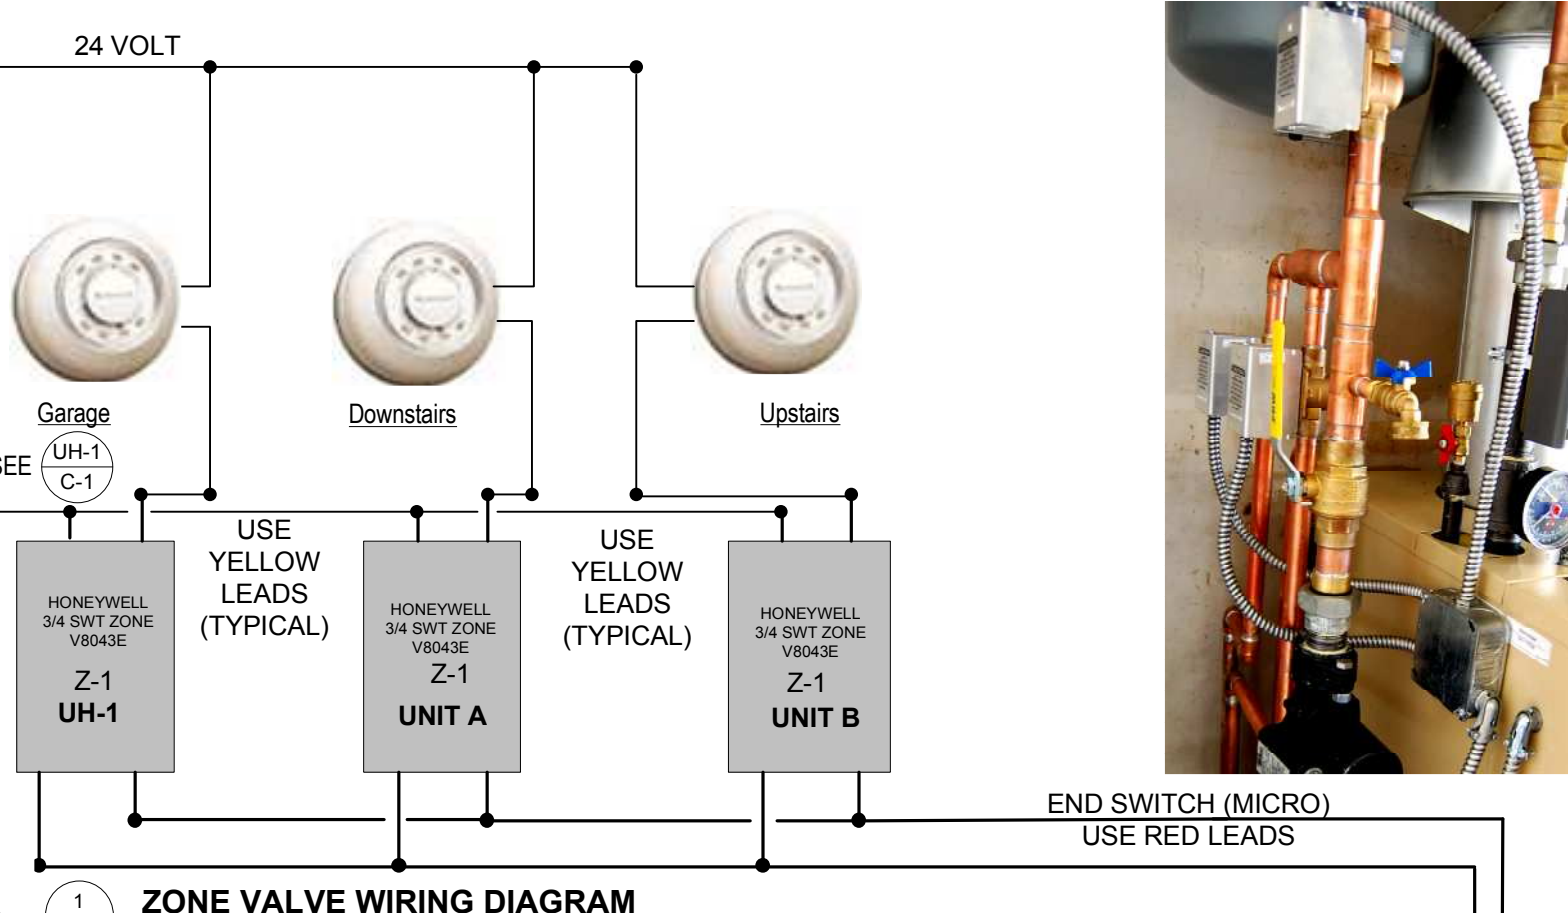 24 VOLT
Garage
Downstairs
Upstairs
SEE
UH-1
C-1
USE
YELLOW
LEADS
(TYPICAL)
USE
YELLOW
LEADS
(TYPICAL)
HONEYWELL
3/4 SWT ZONE
V8043E
Z-1
UH-1
HONEYWELL
3/4 SWT ZONE
V8043E
Z-1
UNIT A
HONEYWELL
3/4 SWT ZONE
V8043E
Z-1
UNIT B
END SWITCH (MICRO)
USE RED LEADS
1
ZONE VALVE WIRING DIAGRAM